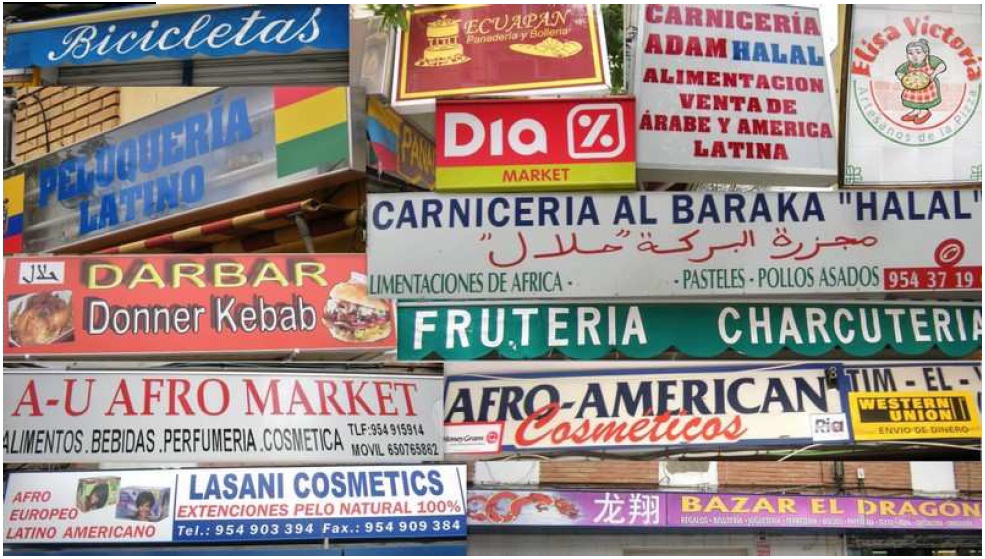 Bicicletas
ECUAPAN
Panadería y Bollería
CARNICERÍA
ADAM HALAL
ALIMENTACION
VENTA DE
ÁRABE Y AMERICA
LATINA
Elisa Victoria
Artesanos de la Pizza
PELUQUERÍA
LATINO
PANA
DIA %
MARKET
CARNICERIA AL BARAKA "HALAL"
مجزرة البركة "حلال"
LIMENTACIONES DE AFRICA - - PASTELES - POLLOS ASADOS
954 37 19
حلال
DARBAR
Donner Kebab
FRUTERIA CHARCUTERIA
A-U AFRO MARKET
ALIMENTOS.BEBIDAS.PERFUMERIA.COSMETICA
TLF:954 915914
MOVIL 650765862
AFRO-AMERICAN
Cosméticos
MoneyGram
Ria
TIM - EL -
WESTERN
UNION
ENVIO DE DINERO
AFRO
EUROPEO
LATINO AMERICANO
LASANI COSMETICS
EXTENCIONES PELO NATURAL 100%
Tel.: 954 903 394 Fax.: 954 909 384
龙翔
BAZAR EL DRAGON